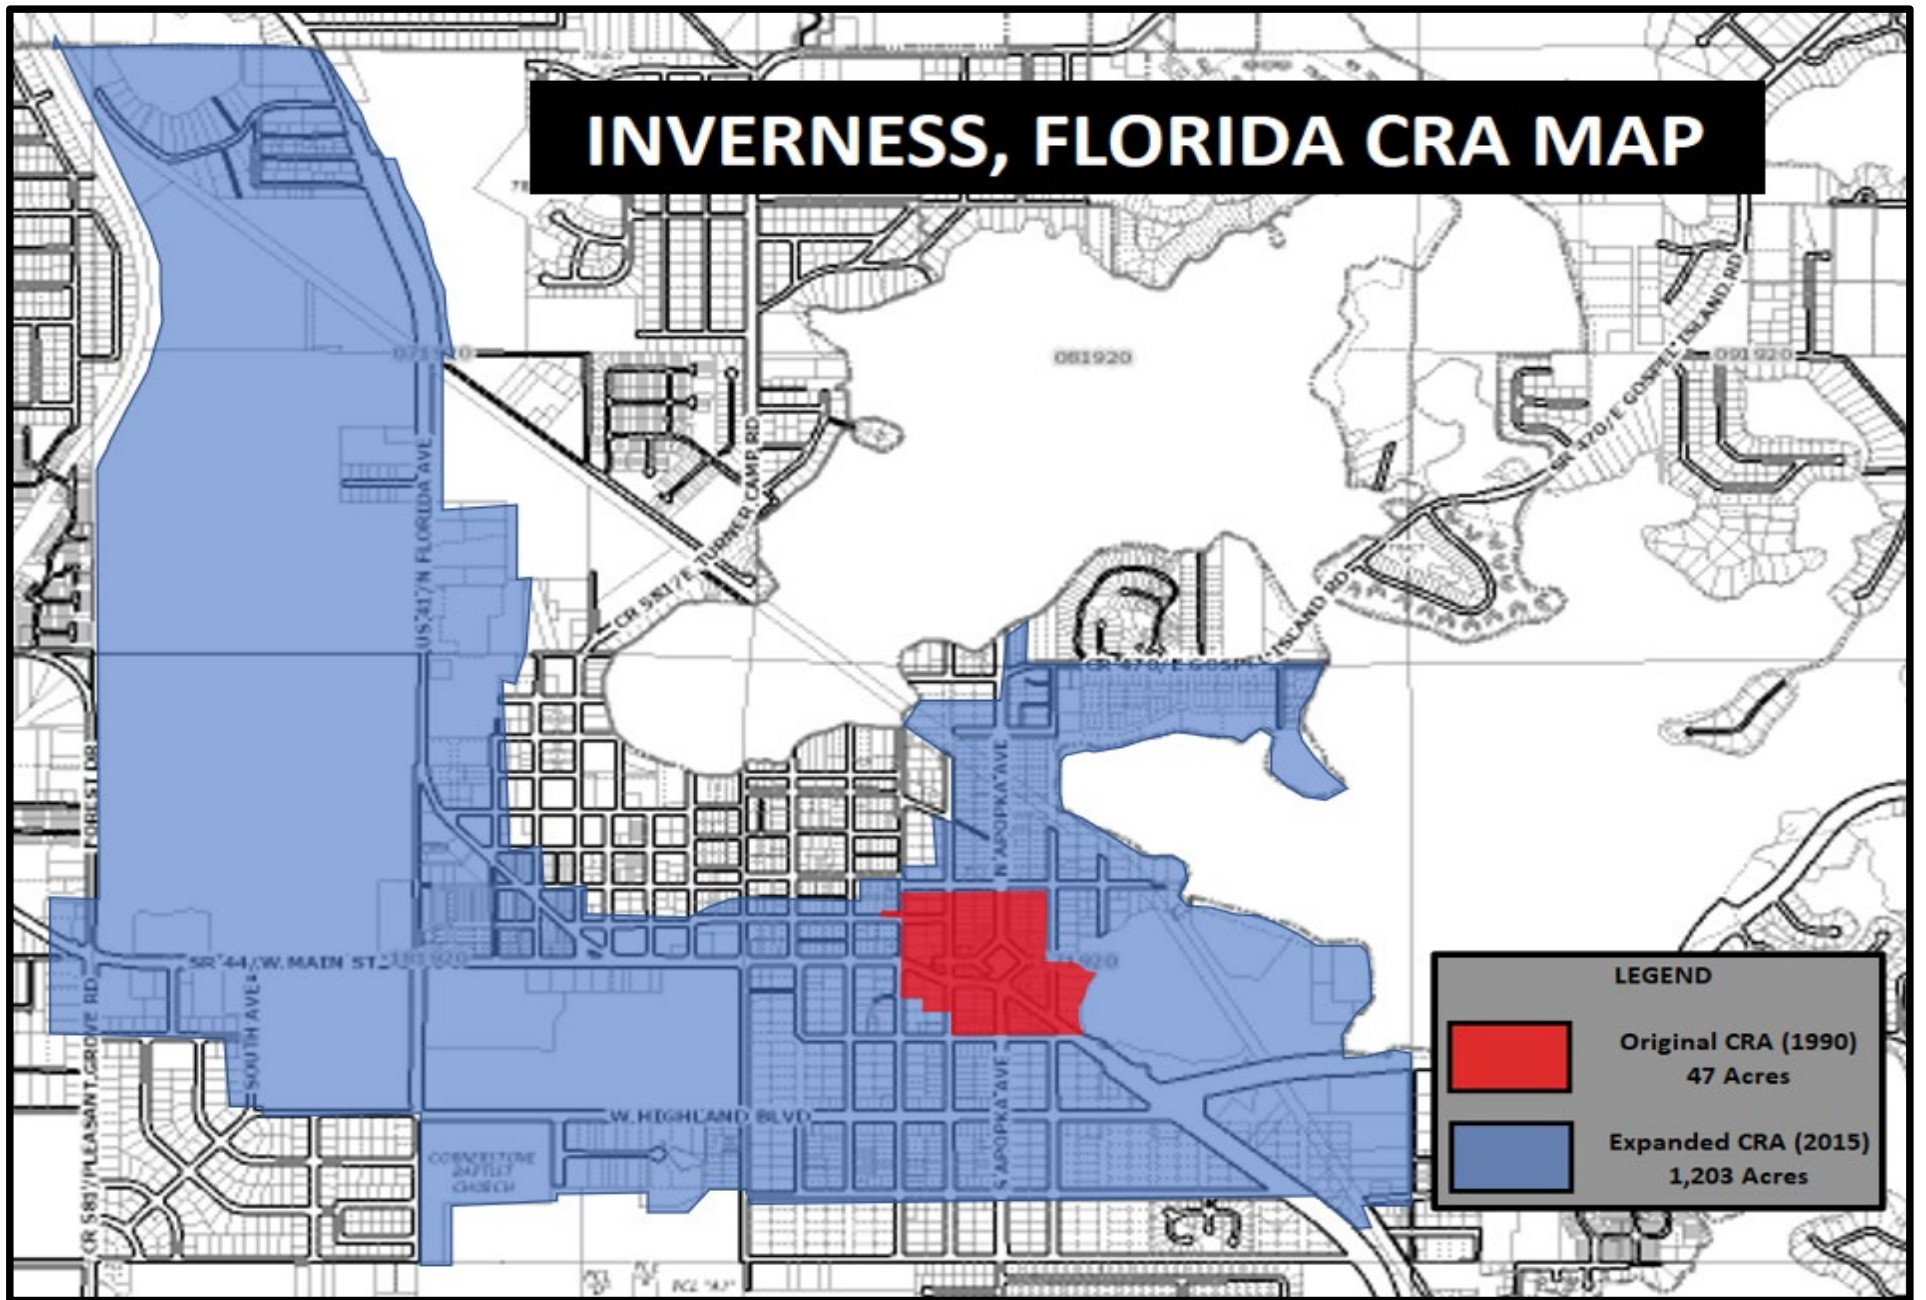 INVERNESS, FLORIDA CRA MAP
081920
091920
SR 470/E GOSPEL ISLAND RD
US 41/N FLORIDA AVE
CR 581/E TURNER CAMP RD
CR 470/E GOSPEL ISLAND RD
N APOPKA AVE
FOREST DR
SR 44/W. MAIN ST
181920
CR 581/PLEASANT GROVE RD
SOUTH AVE
S APOPKA AVE
W. HIGHLAND BLVD
CORNERSTONE
BAPTIST
CHURCH
LEGEND
Original CRA (1990)
47 Acres
Expanded CRA (2015)
1,203 Acres